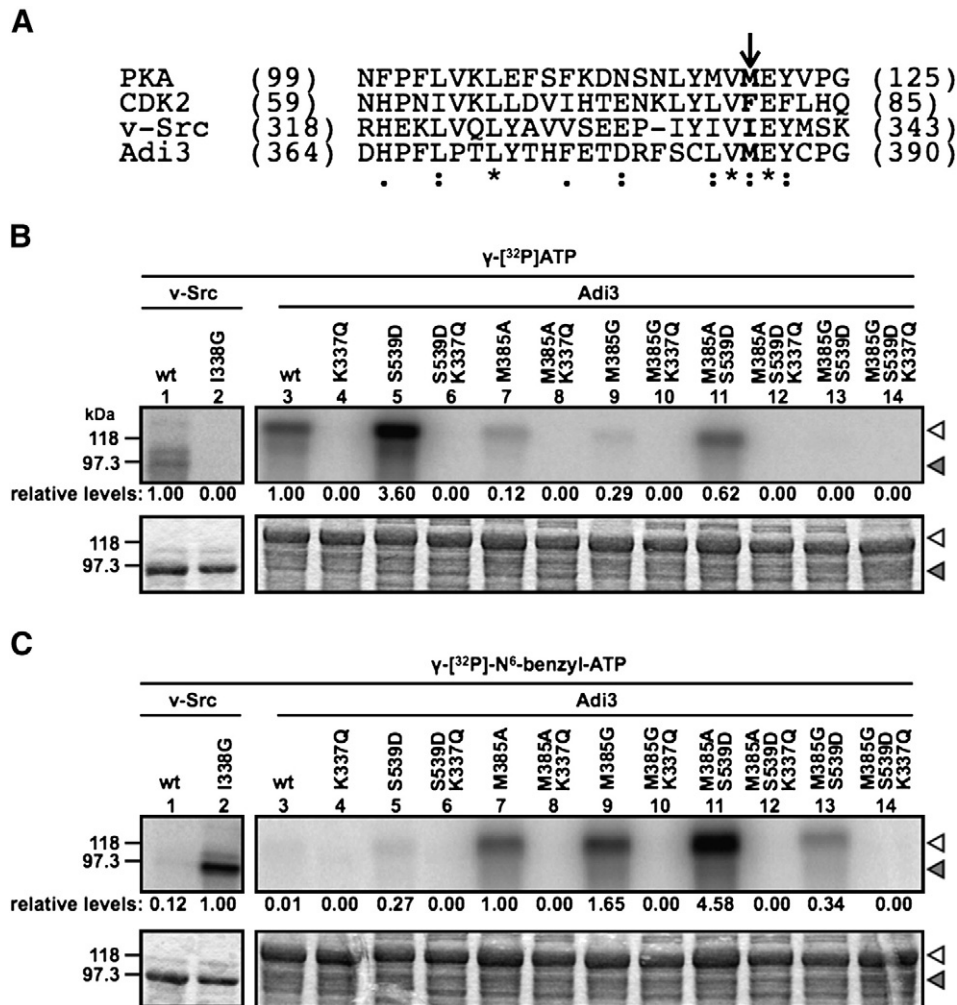 A
PKA (99) NFPFLVKLEFSFKDNSNLYMVMEYVPG (125)
CDK2 (59) NHPNIVKLLDVIHTENKLYLVFEFLHQ (85)
v-Src (318) RHEKLVQLYAVVSEEP-IYIVIEYMSK (343)
Adi3 (364) DHPFLPTLYTHFETDRFSCLVMEYCPG (390)
. : * . : :*:*:
B
γ-[³²P]ATP
v-Src Adi3
wt I338G wt K337Q S539D S539D K337Q M385A M385A K337Q M385G M385G K337Q M385A S539D M385A S539D K337Q M385G S539D M385G S539D K337Q
1 2 3 4 5 6 7 8 9 10 11 12 13 14
kDa
118
97.3
relative levels: 1.00 0.00 1.00 0.00 3.60 0.00 0.12 0.00 0.29 0.00 0.62 0.00 0.00 0.00
118
97.3
C
γ-[³²P]-N⁶-benzyl-ATP
v-Src Adi3
wt I338G wt K337Q S539D S539D K337Q M385A M385A K337Q M385G M385G K337Q M385A S539D M385A S539D K337Q M385G S539D M385G S539D K337Q
1 2 3 4 5 6 7 8 9 10 11 12 13 14
118
97.3
relative levels: 0.12 1.00 0.01 0.00 0.27 0.00 1.00 0.00 1.65 0.00 4.58 0.00 0.34 0.00
118
97.3